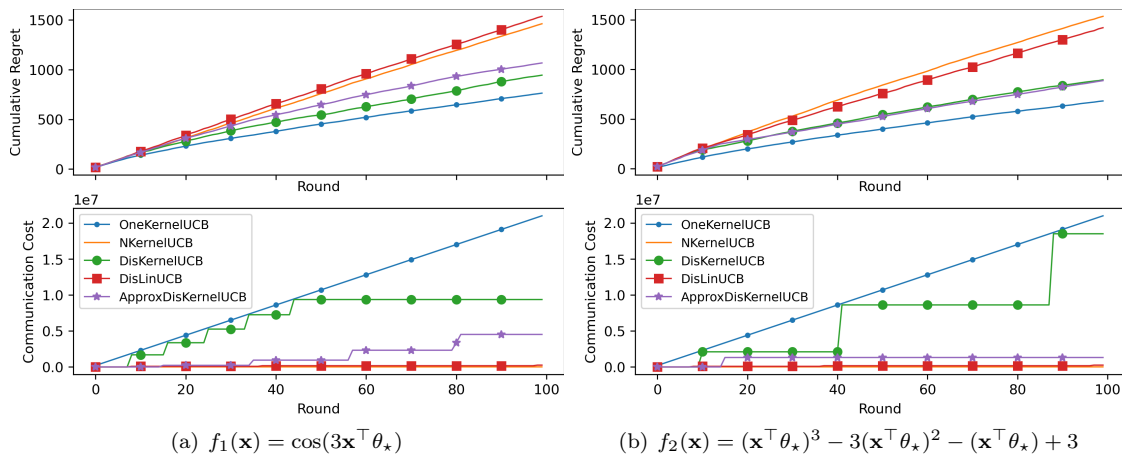 1500
1000
500
0
Cumulative Regret
Round
1e7
2.0
1.5
1.0
0.5
0.0
Communication Cost
OneKernelUCB
NKernelUCB
DisKernelUCB
DisLinUCB
ApproxDisKernelUCB
0 20 40 60 80 100
Round
(a) f₁(𝐱) = cos(3𝐱⊤θ⋆)
1500
1000
500
0
Cumulative Regret
Round
1e7
2.0
1.5
1.0
0.5
0.0
Communication Cost
OneKernelUCB
NKernelUCB
DisKernelUCB
DisLinUCB
ApproxDisKernelUCB
0 20 40 60 80 100
Round
(b) f₂(𝐱) = (𝐱⊤θ⋆)³ − 3(𝐱⊤θ⋆)² − (𝐱⊤θ⋆) + 3